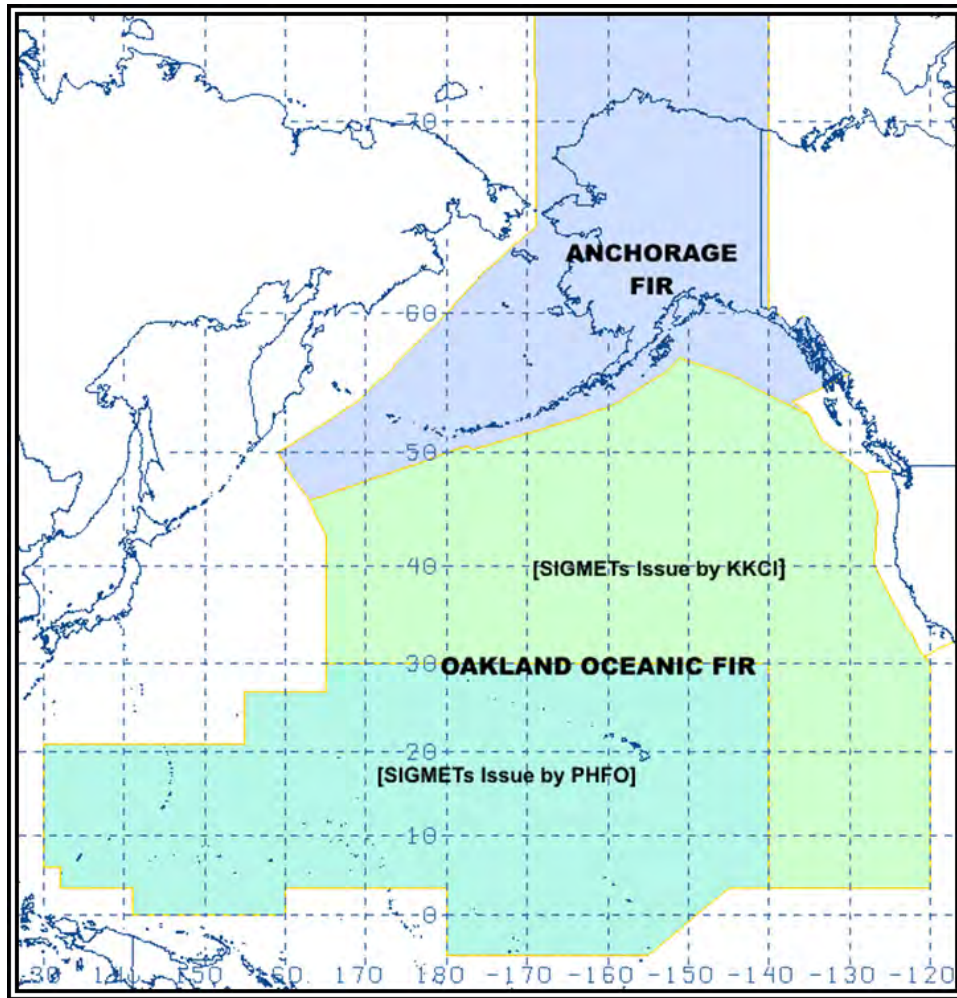 70
ANCHORAGE
FIR
60
50
40
[SIGMETs Issue by KKCI]
30
OAKLAND OCEANIC FIR
20
[SIGMETs Issue by PHFO]
10
0
130 140 150 160 170 180 -170 -160 -150 -140 -130 -120